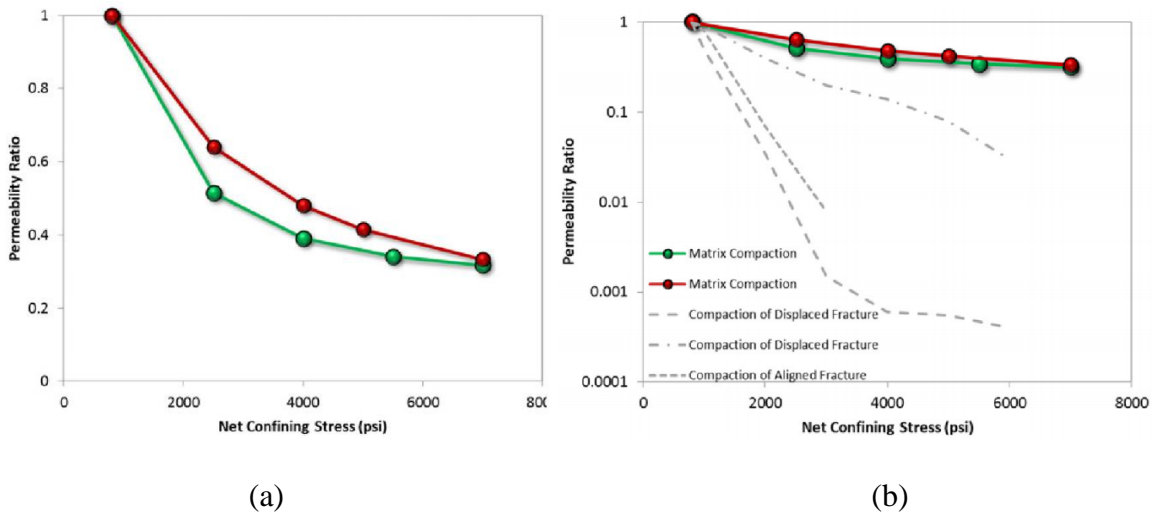 1
0.8
0.6
0.4
0.2
0
0
2000
4000
6000
800
Permeability Ratio
Net Confining Stress (psi)
(a)
1
0.1
0.01
0.001
0.0001
0
2000
4000
6000
8000
Permeability Ratio
Matrix Compaction
Matrix Compaction
Compaction of Displaced Fracture
Compaction of Displaced Fracture
Compaction of Aligned Fracture
Net Confining Stress (psi)
(b)